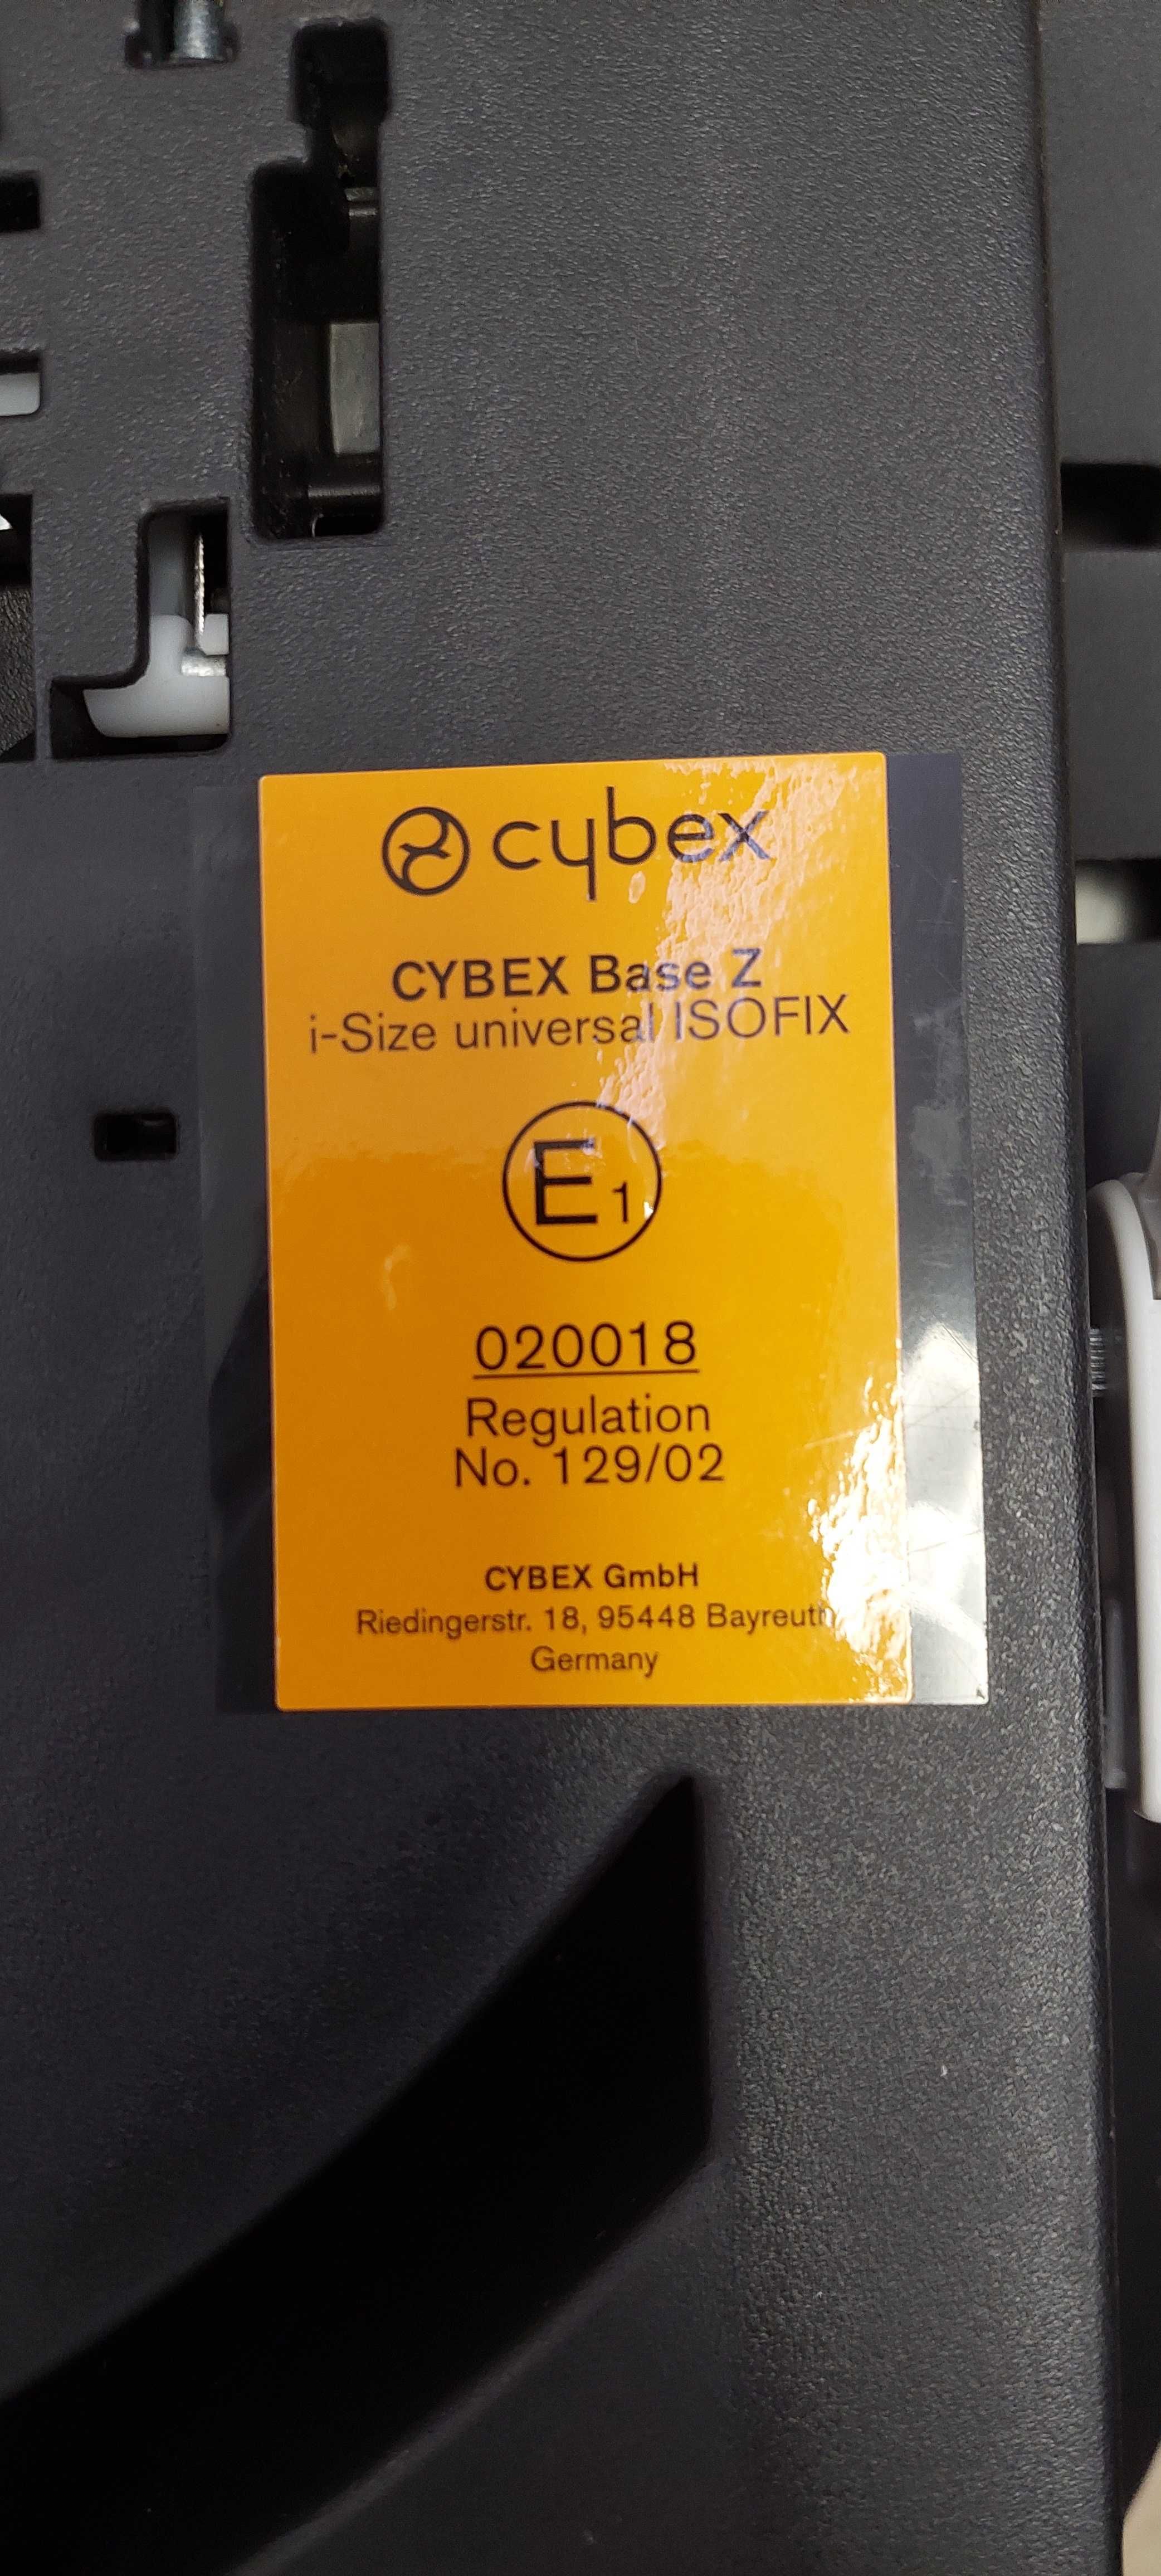 cybex
CYBEX Base Z
i-Size universal ISOFIX
E1
020018
Regulation
No. 129/02
CYBEX GmbH
Riedingerstr. 18, 95448 Bayreuth
Germany